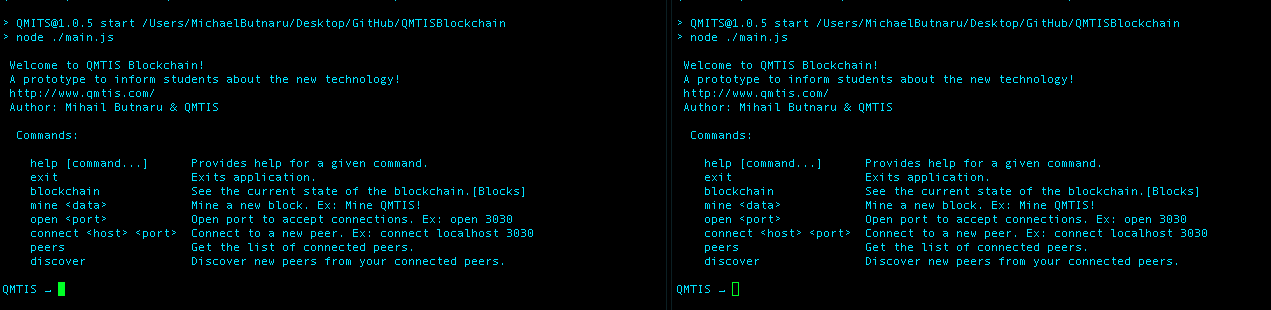 > QMITS@1.0.5 start /Users/MichaelButnaru/Desktop/GitHub/QMTISBlockchain
> node ./main.js
Welcome to QMTIS Blockchain!
A prototype to inform students about the new technology!
http://www.qmtis.com/
Author: Mihail Butnaru & QMTIS
Commands:
help [command...] Provides help for a given command.
exit Exits application.
blockchain See the current state of the blockchain.[Blocks]
mine <data> Mine a new block. Ex: Mine QMTIS!
open <port> Open port to accept connections. Ex: open 3030
connect <host> <port> Connect to a new peer. Ex: connect localhost 3030
peers Get the list of connected peers.
discover Discover new peers from your connected peers.
QMTIS ↵
> QMITS@1.0.5 start /Users/MichaelButnaru/Desktop/GitHub/QMTISBlockchain
> node ./main.js
Welcome to QMTIS Blockchain!
A prototype to inform students about the new technology!
http://www.qmtis.com/
Author: Mihail Butnaru & QMTIS
Commands:
help [command...] Provides help for a given command.
exit Exits application.
blockchain See the current state of the blockchain.[Blocks]
mine <data> Mine a new block. Ex: Mine QMTIS!
open <port> Open port to accept connections. Ex: open 3030
connect <host> <port> Connect to a new peer. Ex: connect localhost 3030
peers Get the list of connected peers.
discover Discover new peers from your connected peers.
QMTIS ↵